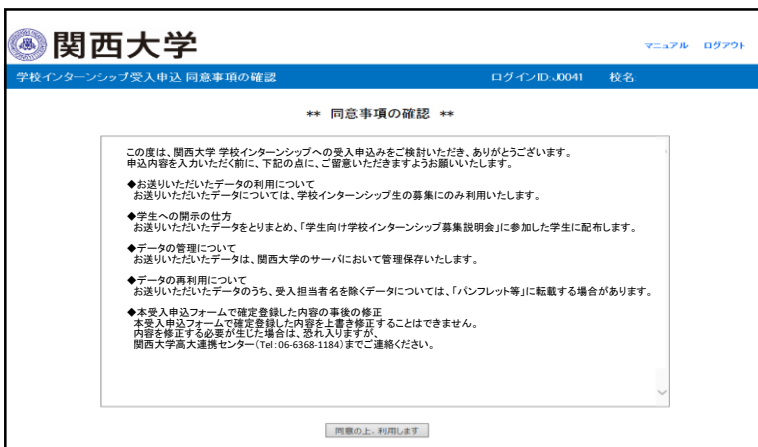 関西大学
マニュアル ログアウト
学校インターンシップ受入申込 同意事項の確認 ログインID:J0041 校名
** 同意事項の確認 **
この度は、関西大学 学校インターンシップへの受入申込みをご検討いただき、ありがとうございます。
申込内容を入力いただく前に、下記の点に、ご留意いただきますようお願いいたします。
◆お送りいただいたデータの利用について
お送りいただいたデータについては、学校インターンシップ生の募集にのみ利用いたします。
◆学生への開示の仕方
お送りいただいたデータをとりまとめ、「学生向け学校インターンシップ募集説明会」に参加した学生に配布します。
◆データの管理について
お送りいただいたデータは、関西大学のサーバにおいて管理保存いたします。
◆データの再利用について
お送りいただいたデータのうち、受入担当者名を除くデータについては、「パンフレット等」に転載する場合があります。
◆本受入申込フォームで確定登録した内容の事後の修正
本受入申込フォームで確定登録した内容を上書き修正することはできません。
内容を修正する必要が生じた場合は、恐れ入りますが、
関西大学高大連携センター(Tel:06-6368-1184)までご連絡ください。
同意の上、利用します